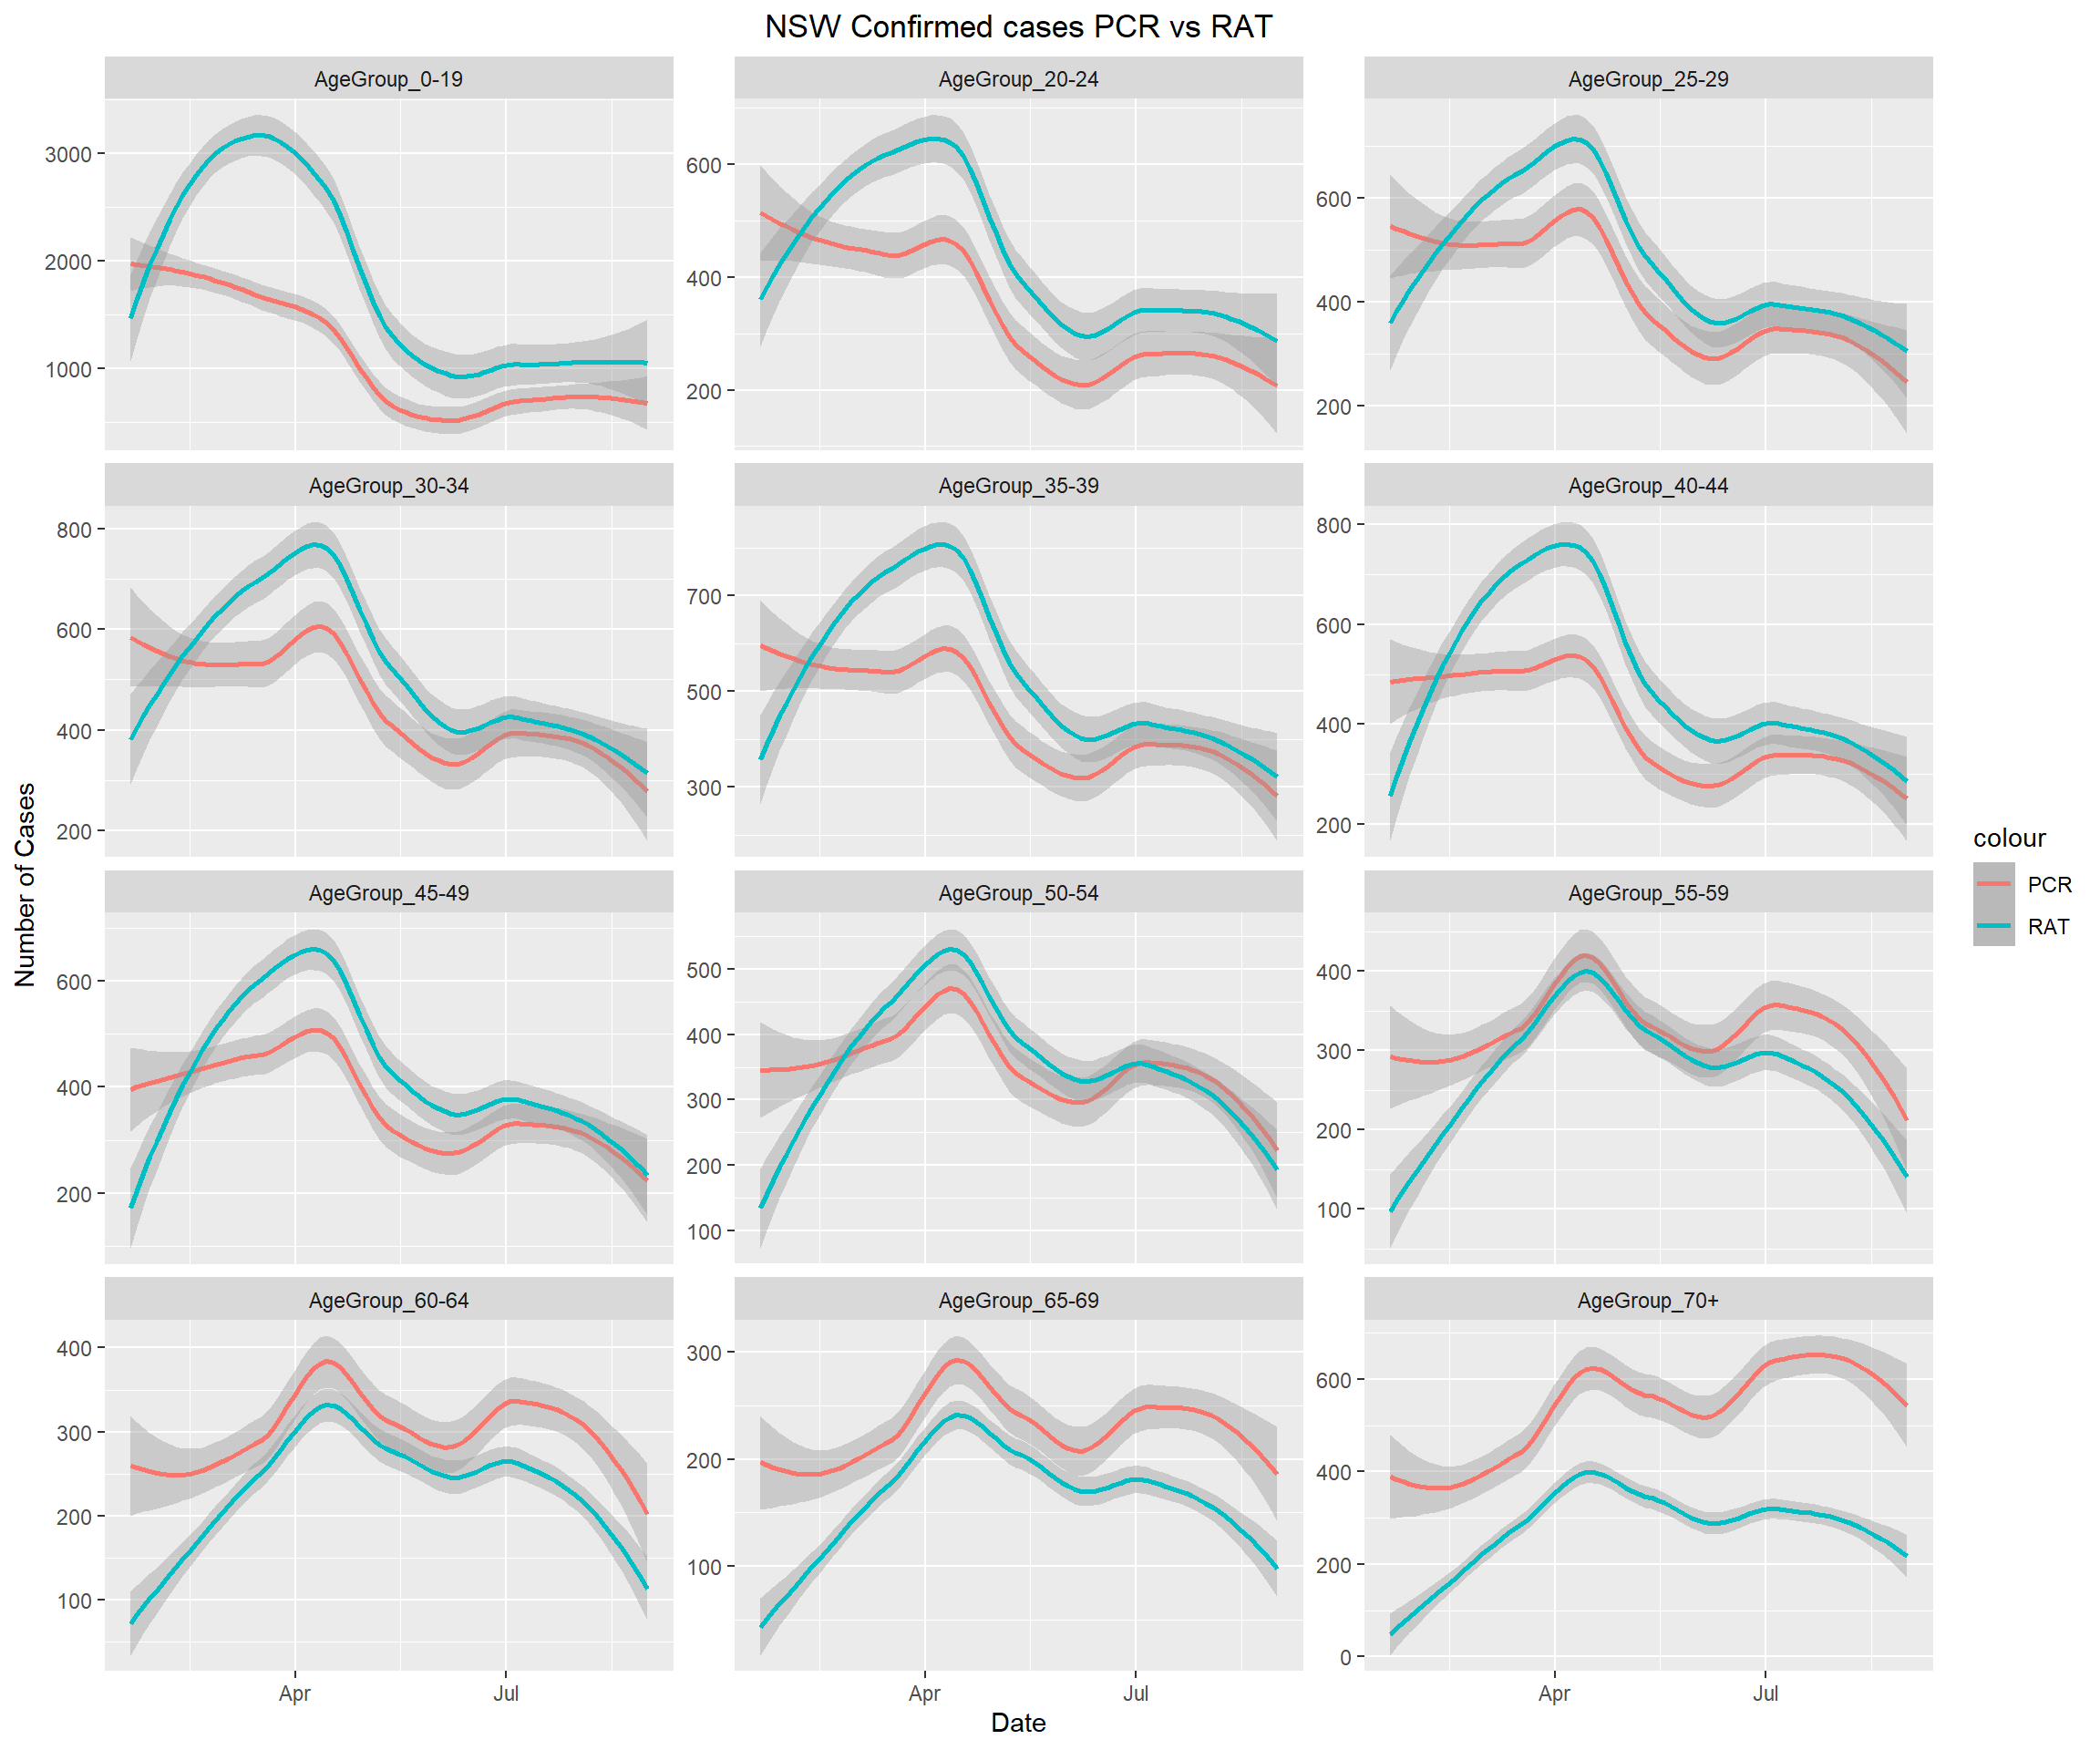 NSW Confirmed cases PCR vs RAT
AgeGroup_0-19
AgeGroup_20-24
AgeGroup_25-29
3000
2000
1000
600
400
200
600
400
200
AgeGroup_30-34
AgeGroup_35-39
AgeGroup_40-44
800
600
400
200
700
500
300
800
600
400
200
AgeGroup_45-49
AgeGroup_50-54
AgeGroup_55-59
600
400
200
500
400
300
200
100
400
300
200
100
AgeGroup_60-64
AgeGroup_65-69
AgeGroup_70+
400
300
200
100
300
200
100
600
400
200
0
Apr
Jul
Apr
Jul
Apr
Jul
Date
Number of Cases
colour
PCR
RAT